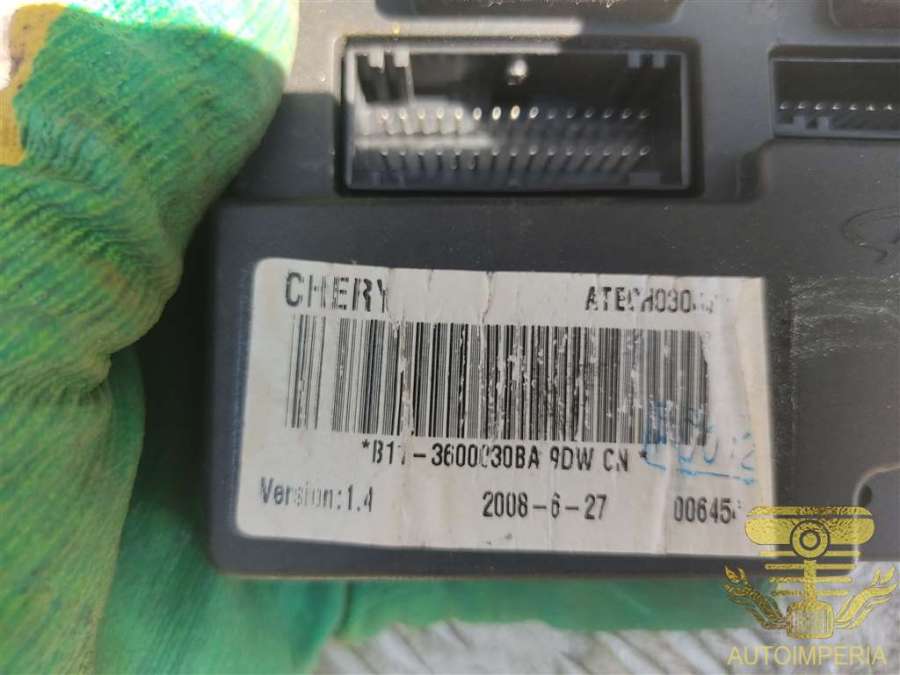 CHERY
*B11-3600030BA 9DW CN *
Version:1.4 2008-6-27
AUTOIMPERIA